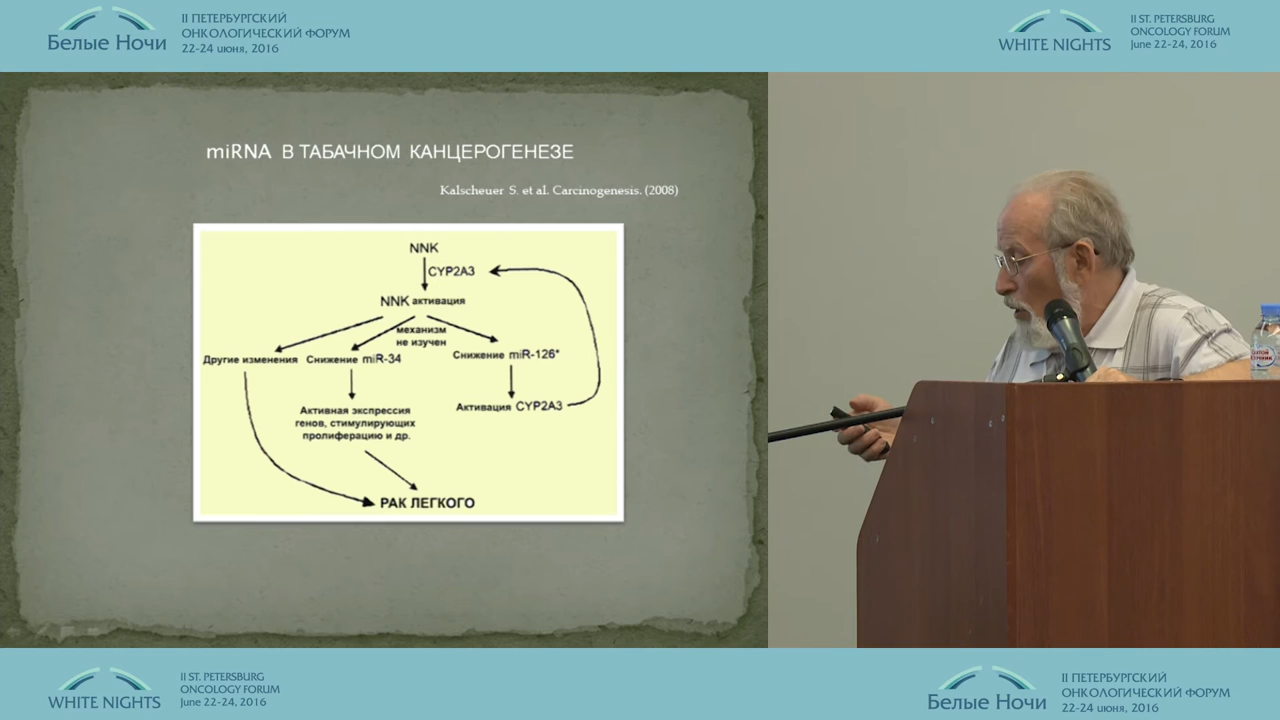 II ПЕТЕРБУРГСКИЙ
ОНКОЛОГИЧЕСКИЙ ФОРУМ
22-24 июня, 2016
Белые Ночи
II ST. PETERSBURG
ONCOLOGY FORUM
June 22-24, 2016
WHITE NIGHTS
miRNA В ТАБАЧНОМ КАНЦЕРОГЕНЕЗЕ
Kalscheuer S. et al. Carcinogenesis. (2008)
NNK
CYP2A3
NNK активация
механизм
не изучен
Другие изменения
Снижение miR-34
Снижение miR-126*
Активная экспрессия
генов, стимулирующих
пролиферацию и др.
Активация CYP2A3
РАК ЛЕГКОГО
II ST. PETERSBURG
ONCOLOGY FORUM
June 22-24, 2016
WHITE NIGHTS
II ПЕТЕРБУРГСКИЙ
ОНКОЛОГИЧЕСКИЙ ФОРУМ
22-24 июня, 2016
Белые Ночи